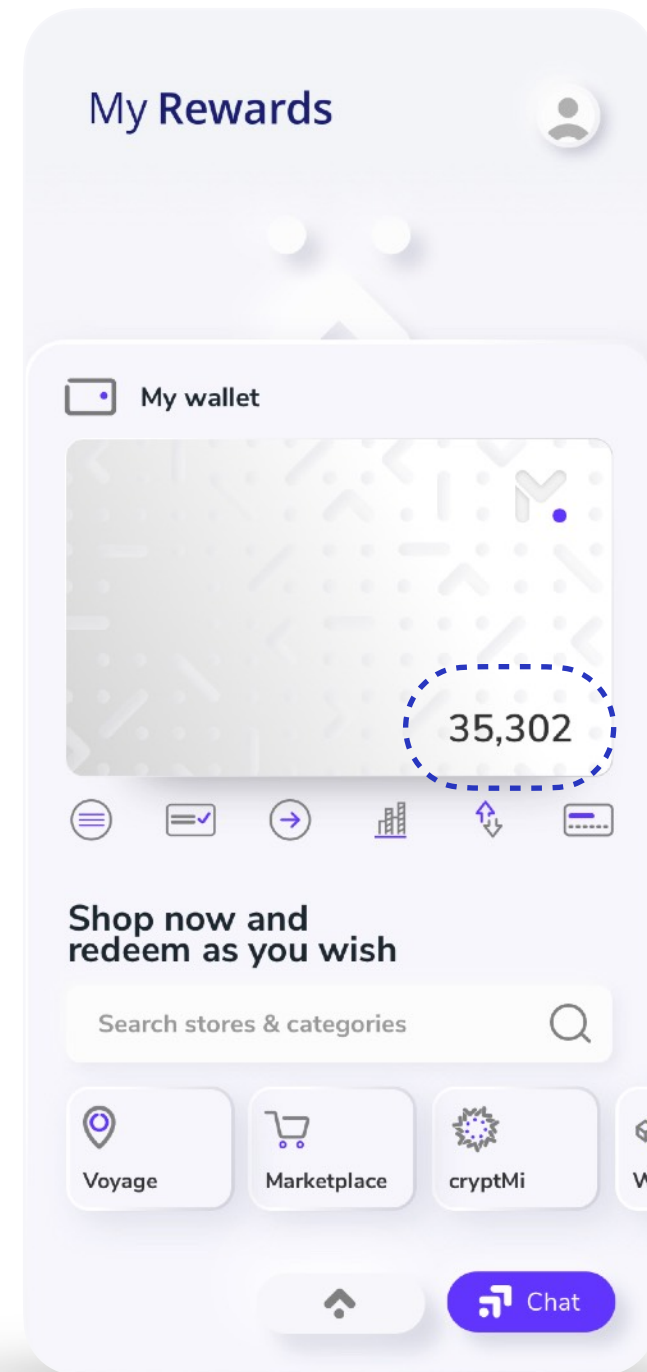 My Rewards
My wallet
35,302
Shop now and
redeem as you wish
Search stores & categories
Voyage
Marketplace
cryptMi
Chat